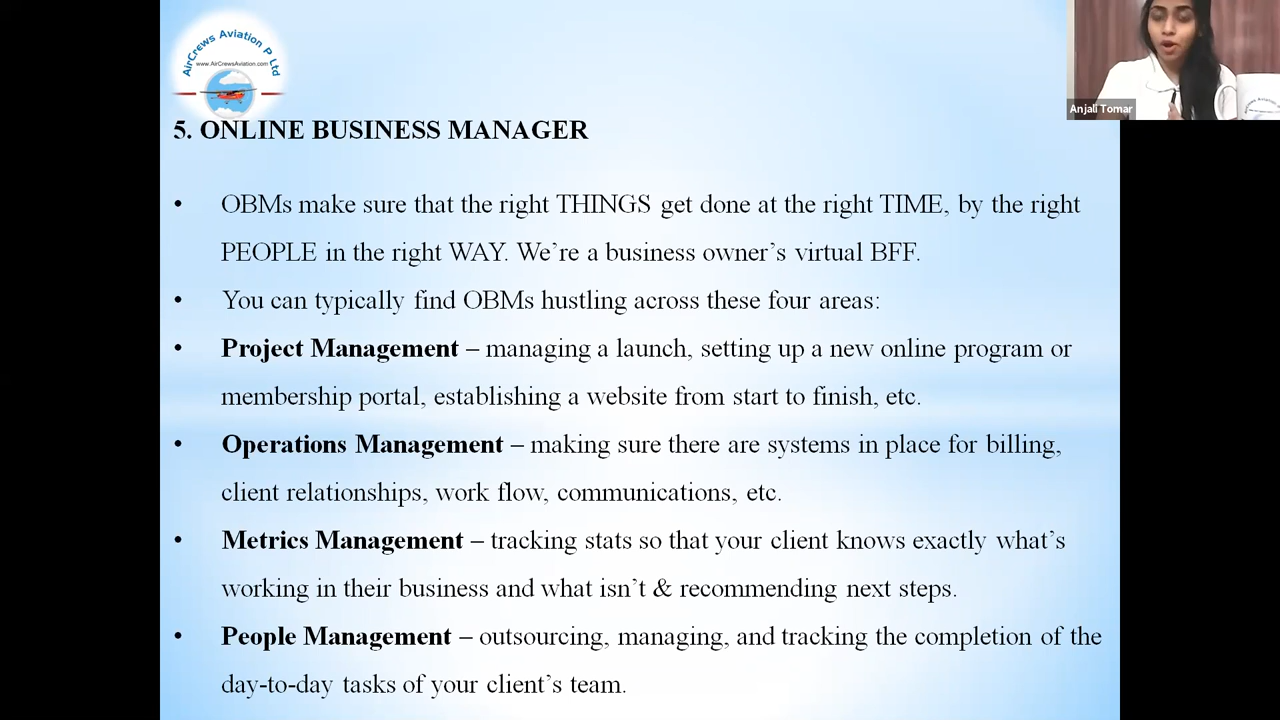 AirCrews Aviation P Ltd
www.AirCrewsAviation.com
Anjali Tomar
5. ONLINE BUSINESS MANAGER
• OBMs make sure that the right THINGS get done at the right TIME, by the right
PEOPLE in the right WAY. We’re a business owner’s virtual BFF.
• You can typically find OBMs hustling across these four areas:
• Project Management – managing a launch, setting up a new online program or
membership portal, establishing a website from start to finish, etc.
• Operations Management – making sure there are systems in place for billing,
client relationships, work flow, communications, etc.
• Metrics Management – tracking stats so that your client knows exactly what’s
working in their business and what isn’t & recommending next steps.
• People Management – outsourcing, managing, and tracking the completion of the
day-to-day tasks of your client’s team.